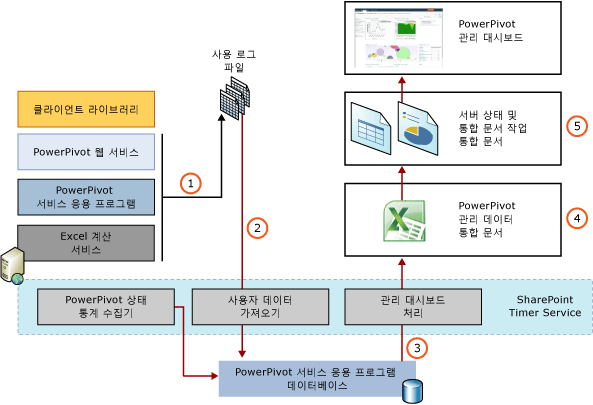 사용 로그
파일
클라이언트 라이브러리
PowerPivot 웹 서비스
PowerPivot
서비스 응용 프로그램
Excel 계산
서비스
1
2
PowerPivot
관리 대시보드
서버 상태 및
통합 문서 작업
통합 문서
5
PowerPivot
관리 데이터
통합 문서
4
PowerPivot 상태
통계 수집기
사용자 데이터
가져오기
관리 대시보드
처리
SharePoint
Timer Service
3
PowerPivot 서비스 응용 프로그램
데이터베이스